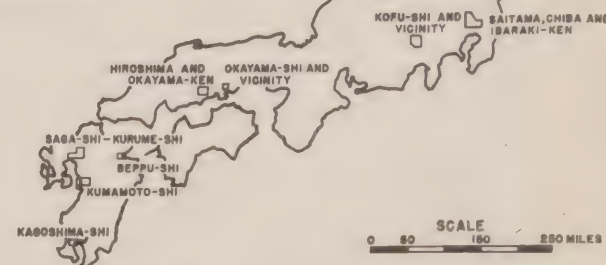 KOFU-SHI AND
VICINITY
SAITAMA, CHIBA AND
IBARAKI-KEN
HIROSHIMA AND
OKAYAMA-KEN
OKAYAMA-SHI AND
VICINITY
SAGA-SHI-KURUME-SHI
BEPPU-SHI
KUMAMOTO-SHI
KAGOSHIMA-SHI
SCALE
0 50 150 250 MILES